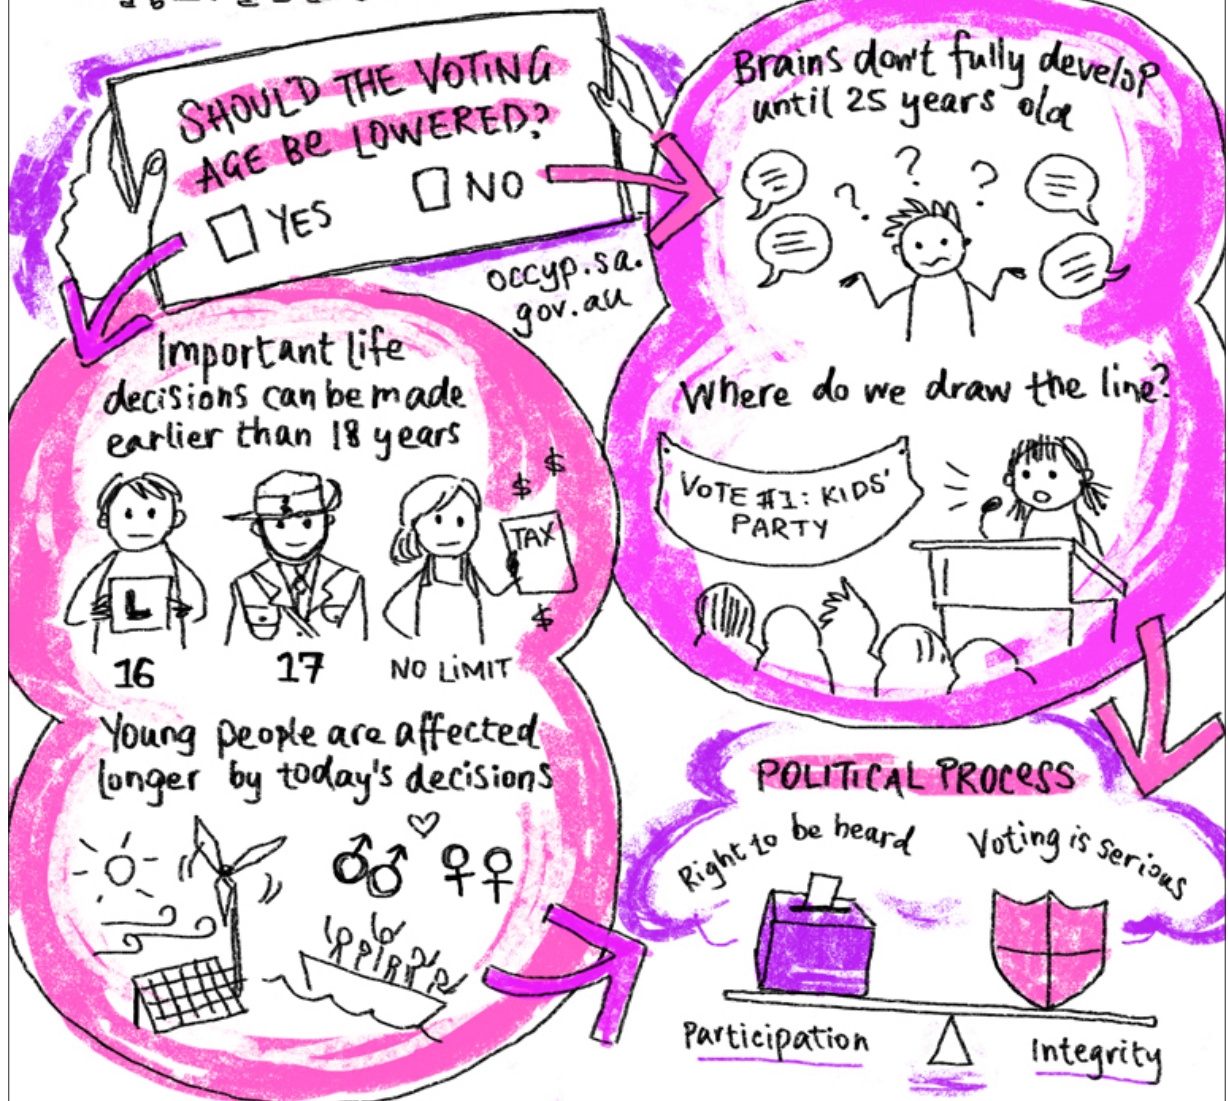 SHOULD THE VOTING
AGE BE LOWERED?
YES
NO
occyp.sa.
gov.au
Important life
decisions can be made
earlier than 18 years
L
TAX
$
$
$
16
17
NO LIMIT
Young people are affected
longer by today's decisions
Brains don't fully develop
until 25 years old
?
?
?
Where do we draw the line?
VOTE #1: KIDS'
PARTY
POLITICAL PROCESS
Right to be heard
Voting is serious
Participation
Integrity